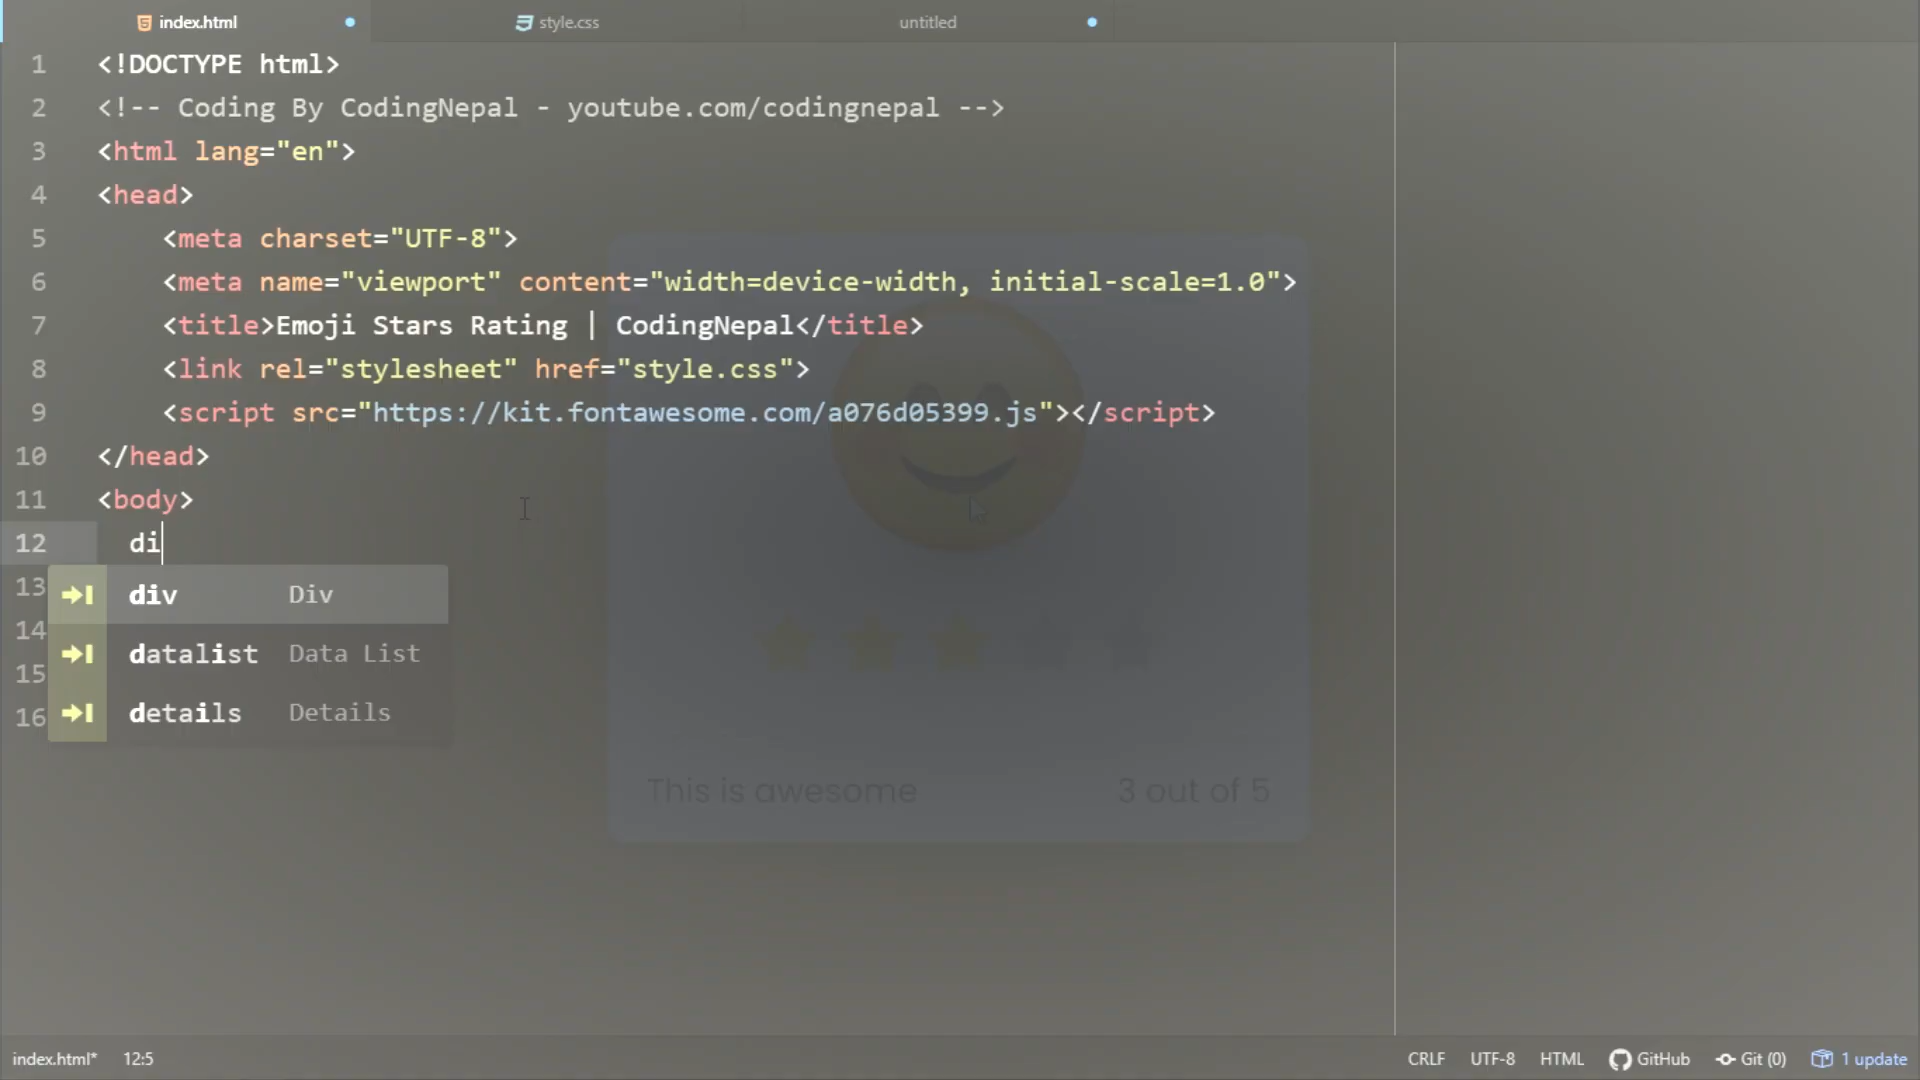 index.html
style.css
untitled
1 <!DOCTYPE html>
2 <!-- Coding By CodingNepal - youtube.com/codingnepal -->
3 <html lang="en">
4 <head>
5 <meta charset="UTF-8">
6 <meta name="viewport" content="width=device-width, initial-scale=1.0">
7 <title>Emoji Stars Rating | CodingNepal</title>
8 <link rel="stylesheet" href="style.css">
9 <script src="https://kit.fontawesome.com/a076d05399.js"></script>
10 </head>
11 <body>
12 di
13
div Div
14
datalist Data List
15
details Details
16
This is awesome 3 out of 5
index.html* 12:5 CRLF UTF-8 HTML GitHub Git (0) 1 update